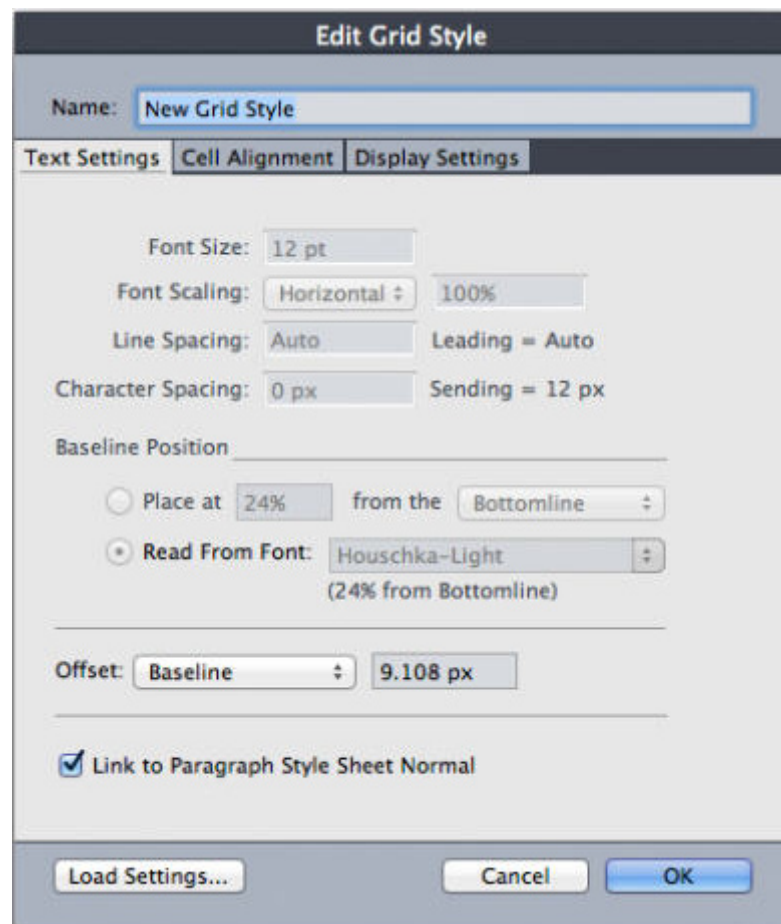 Edit Grid Style
Name: New Grid Style
Text Settings Cell Alignment Display Settings
Font Size: 12 pt
Font Scaling: Horizontal 100%
Line Spacing: Auto Leading = Auto
Character Spacing: 0 px Sending = 12 px
Baseline Position
Place at 24% from the Bottomline
Read From Font: Houschka-Light
(24% from Bottomline)
Offset: Baseline 9.108 px
Link to Paragraph Style Sheet Normal
Load Settings... Cancel OK